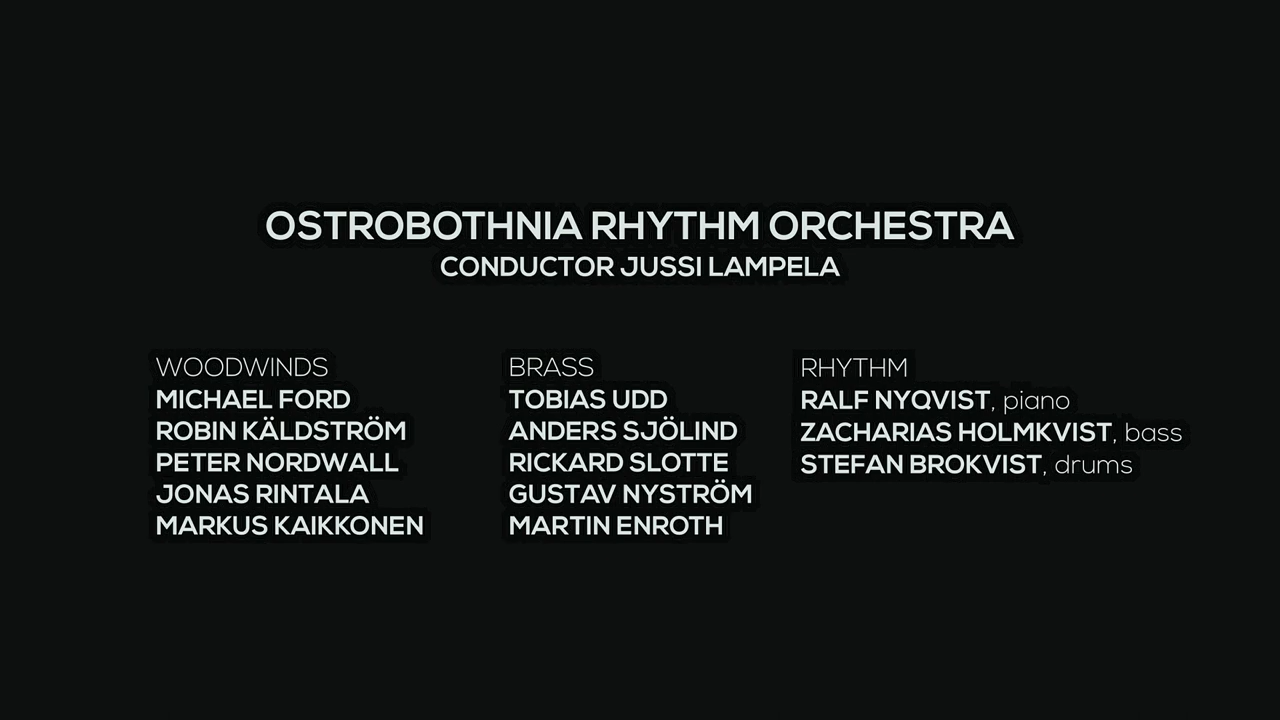 OSTROBOTHNIA RHYTHM ORCHESTRA
CONDUCTOR JUSSI LAMPELA
WOODWINDS
MICHAEL FORD
ROBIN KÄLDSTRÖM
PETER NORDWALL
JONAS RINTALA
MARKUS KAIKKONEN
BRASS
TOBIAS UDD
ANDERS SJÖLIND
RICKARD SLOTTE
GUSTAV NYSTRÖM
MARTIN ENROTH
RHYTHM
RALF NYQVIST, piano
ZACHARIAS HOLMKVIST, bass
STEFAN BROKVIST, drums